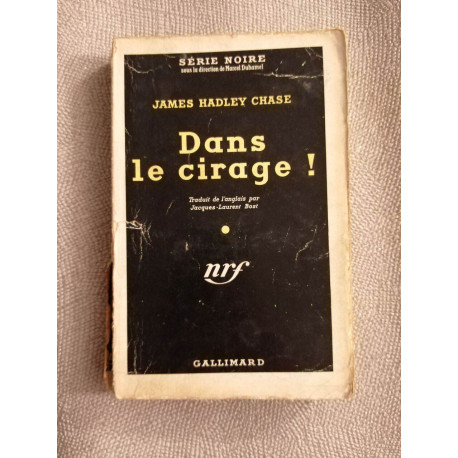 SÉRIE NOIRE
sous la direction de Marcel Duhamel
JAMES HADLEY CHASE
Dans
le cirage !
Traduit de l'anglais par
Jacques-Laurent Bost
nrf
GALLIMARD